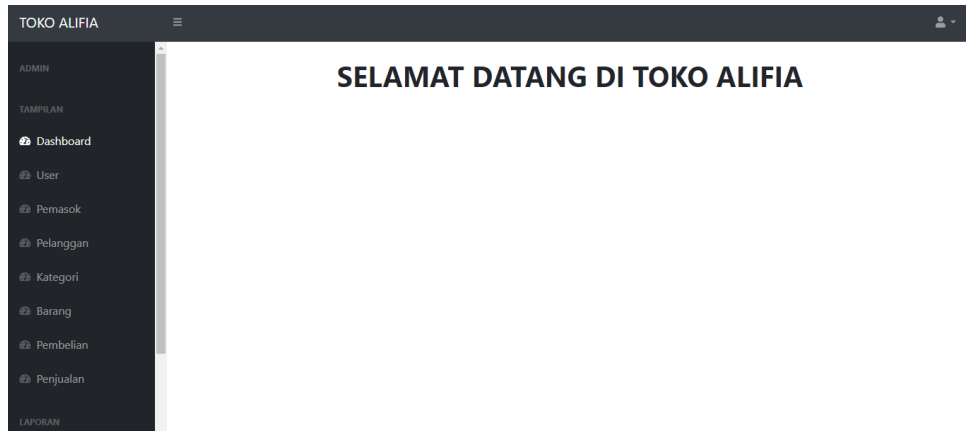 TOKO ALIFIA
SELAMAT DATANG DI TOKO ALIFIA
ADMIN
TAMPILAN
Dashboard
User
Pemasok
Pelanggan
Kategori
Barang
Pembelian
Penjualan
LAPORAN